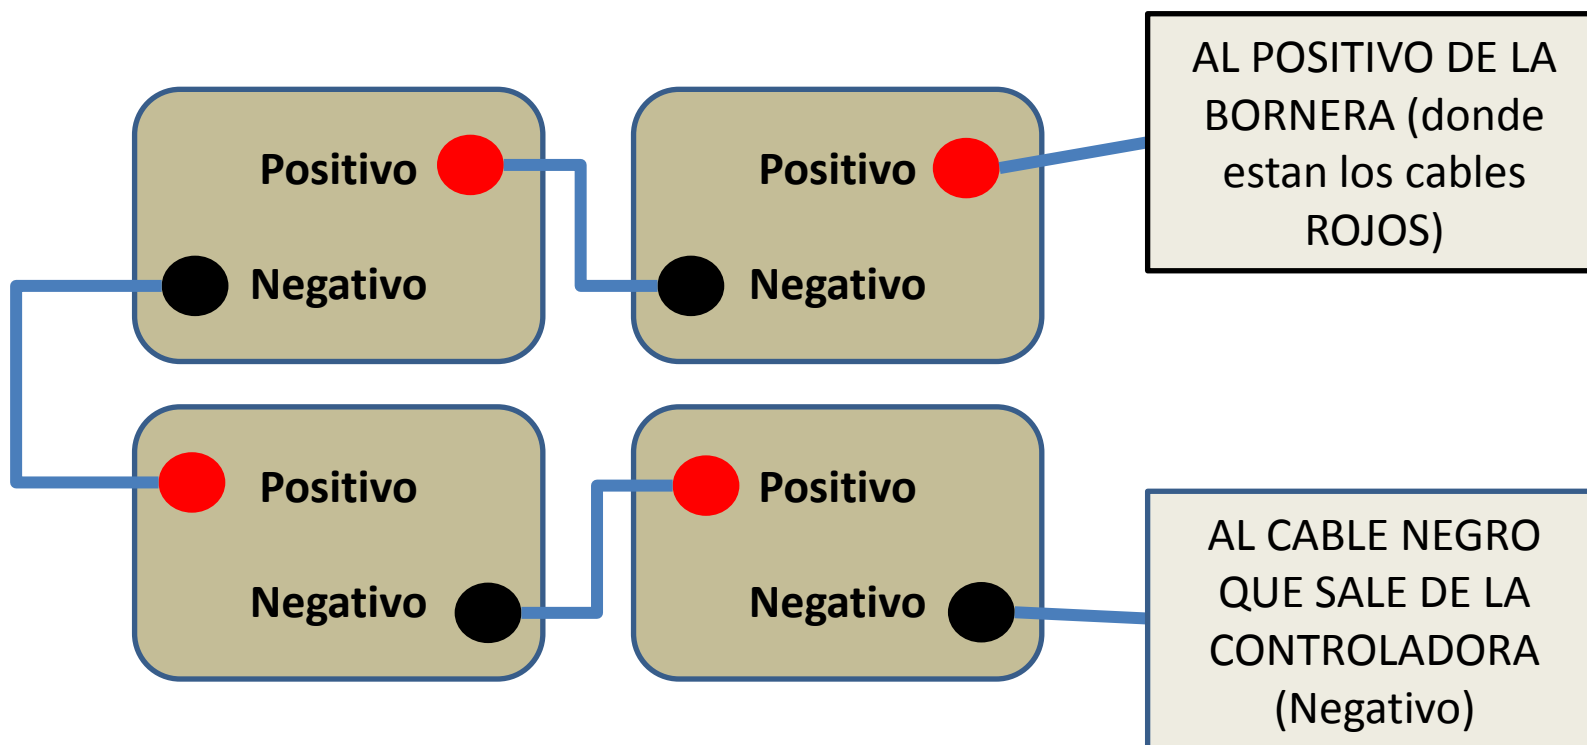 Positivo
Negativo
Positivo
Negativo
AL POSITIVO DE LA
BORNERA (donde
estan los cables
ROJOS)
Positivo
Negativo
Positivo
Negativo
AL CABLE NEGRO
QUE SALE DE LA
CONTROLADORA
(Negativo)